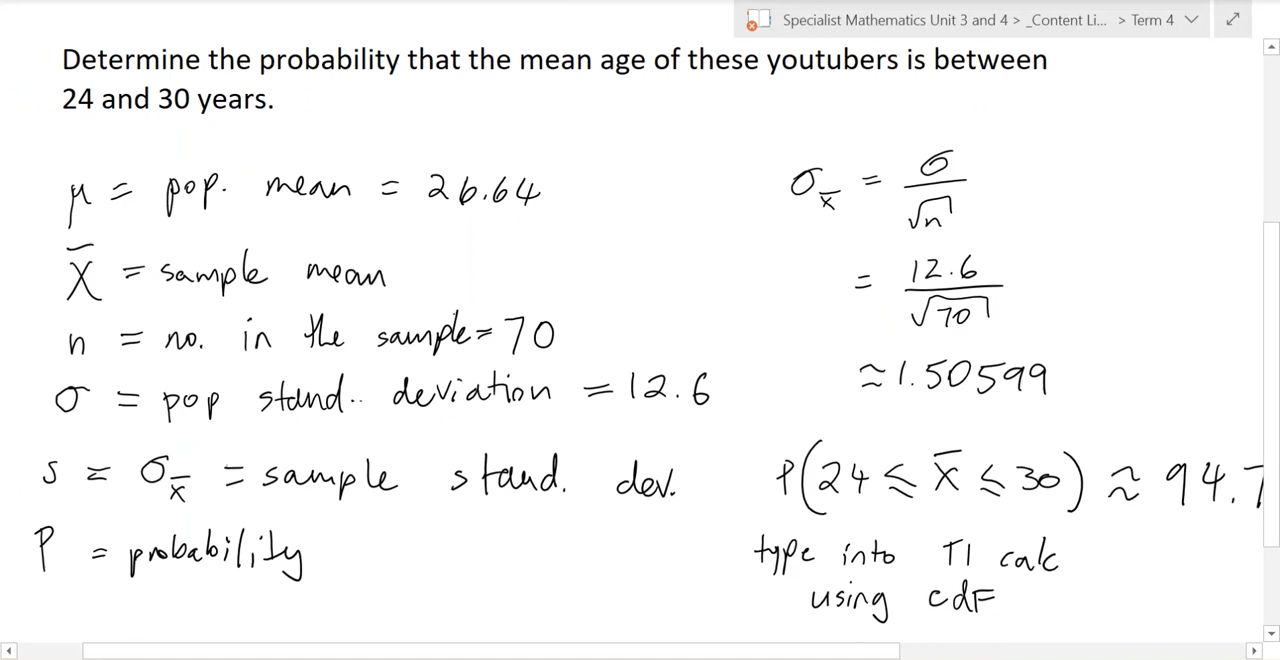 Specialist Mathematics Unit 3 and 4 > _Content Li... > Term 4
Determine the probability that the mean age of these youtubers is between
24 and 30 years.
μ = pop. mean = 26.64
X̄ = sample mean
n = no. in the sample = 70
σ = pop stand.. deviation = 12.6
s = σx̄ = sample stand. dev.
P = probability
σx̄ = σ/√n
= 12.6/√70
≈ 1.50599
P(24 ≤ X̄ ≤ 30) ≈ 94.7
type into TI calc
using cdF